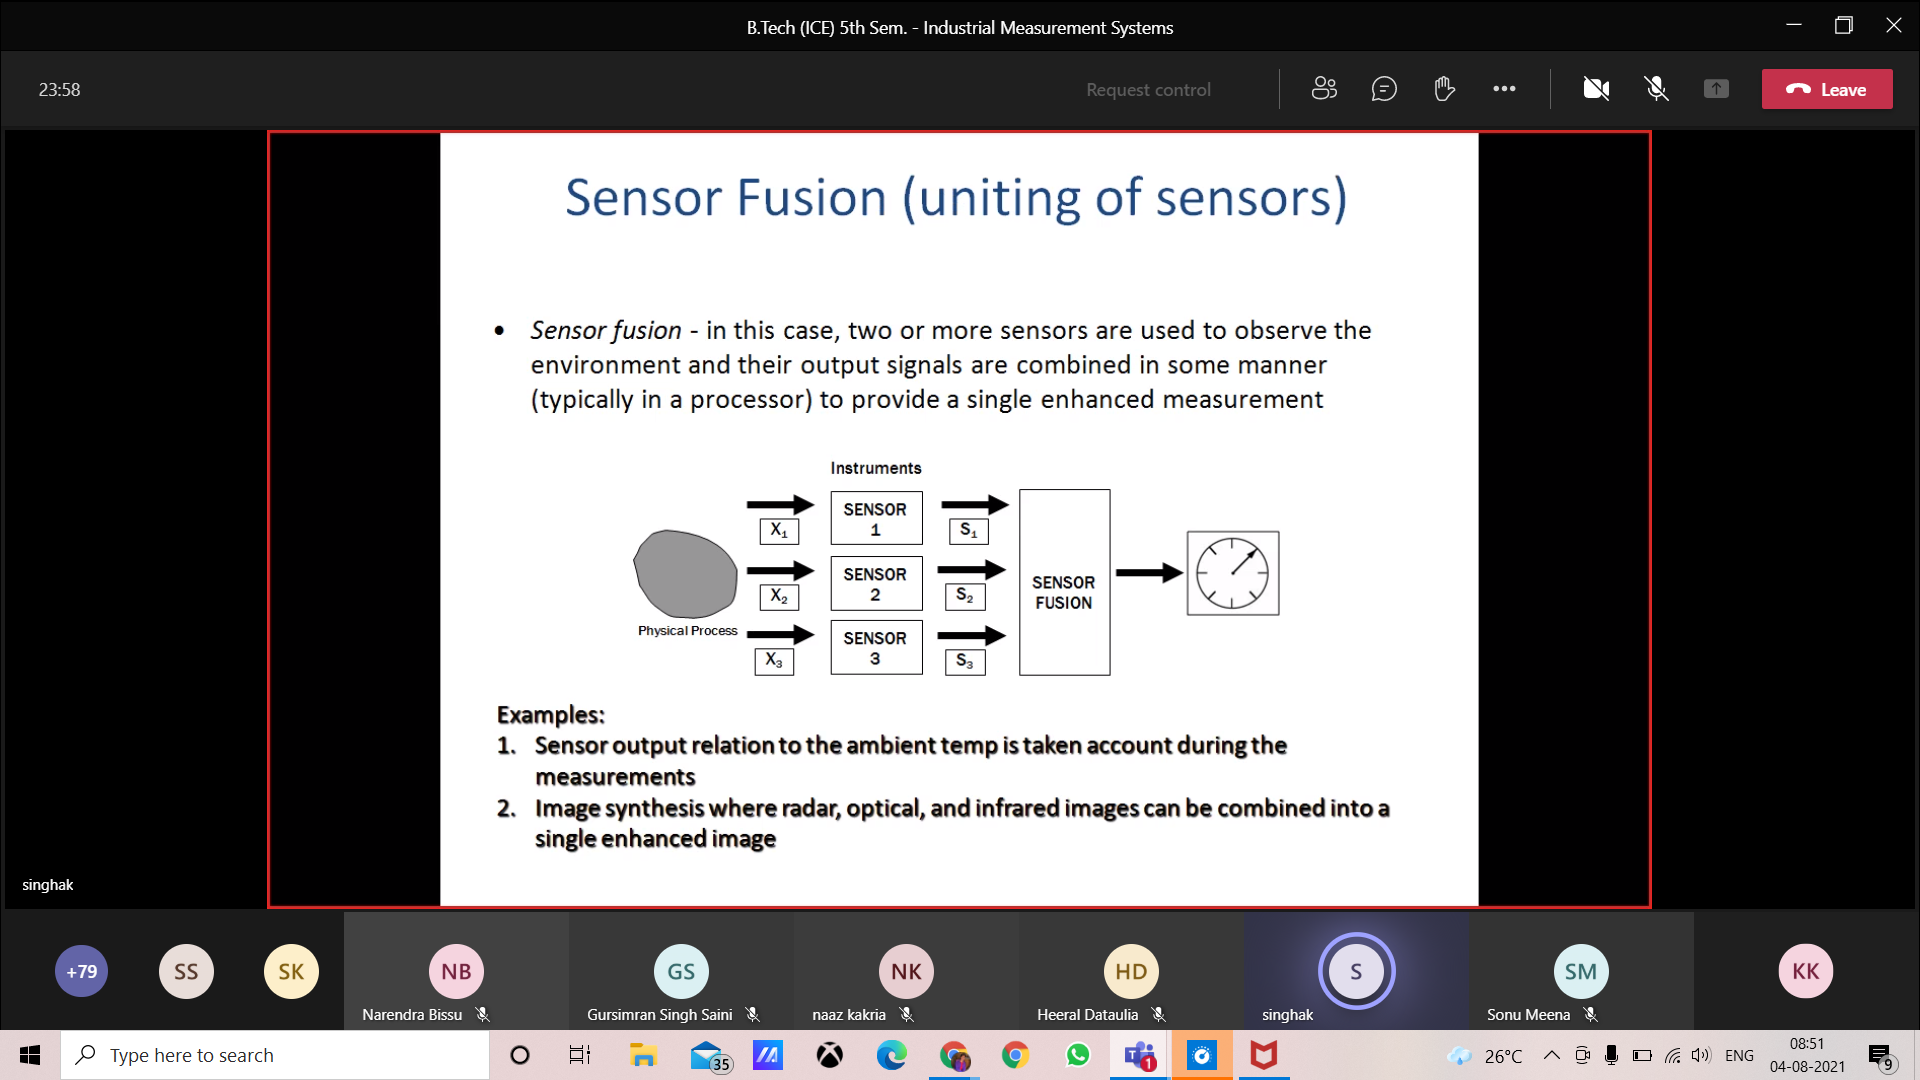 B.Tech (ICE) 5th Sem. - Industrial Measurement Systems
23:58
Request control
Leave
Sensor Fusion (uniting of sensors)
• Sensor fusion - in this case, two or more sensors are used to observe the
environment and their output signals are combined in some manner
(typically in a processor) to provide a single enhanced measurement
Instruments
X₁
SENSOR
1
S₁
X₂
SENSOR
2
S₂
SENSOR
FUSION
Physical Process
X₃
SENSOR
3
S₃
Examples:
1. Sensor output relation to the ambient temp is taken account during the
measurements
2. Image synthesis where radar, optical, and infrared images can be combined into a
single enhanced image
singhak
+79
SS
SK
NB
Narendra Bissu
GS
Gursimran Singh Saini
NK
naaz kakria
HD
Heeral Dataulia
S
singhak
SM
Sonu Meena
KK
Type here to search
35
1
26°C
ENG
08:51
04-08-2021
9